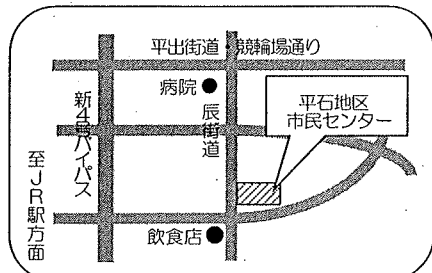 平出街道・競輪場通り
病院
平石地区
市民センター
新4号バイパス
辰街道
至JR駅方面
飲食店